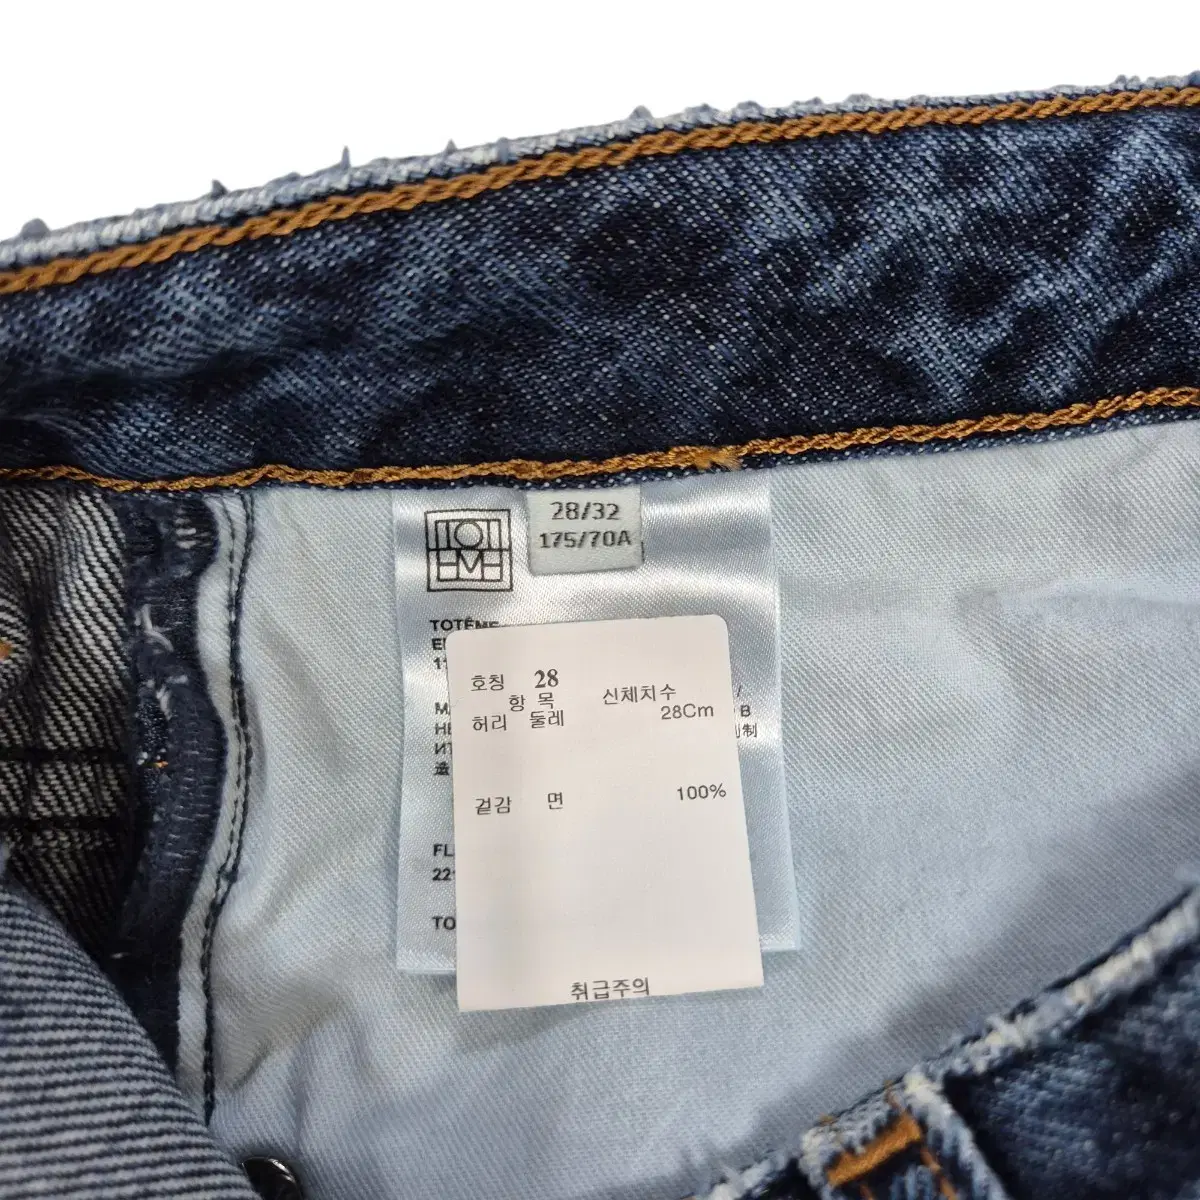 TOTEME
28/32
175/70A
TOTÊME
호칭 28
항 목 신체치수
허리 둘레 28Cm
겉감 면 100%
취급주의